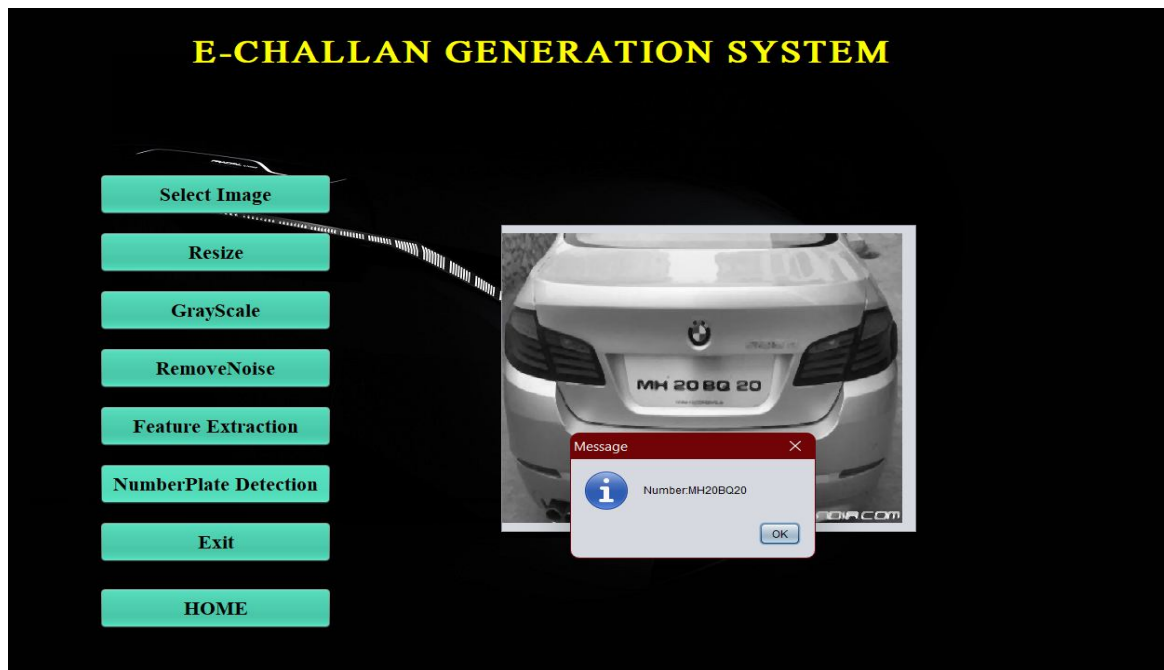 E-CHALLAN GENERATION SYSTEM
Select Image
Resize
GrayScale
RemoveNoise
Feature Extraction
NumberPlate Detection
Exit
HOME
MH 20 BQ 20
Message
Number:MH20BQ20
OK